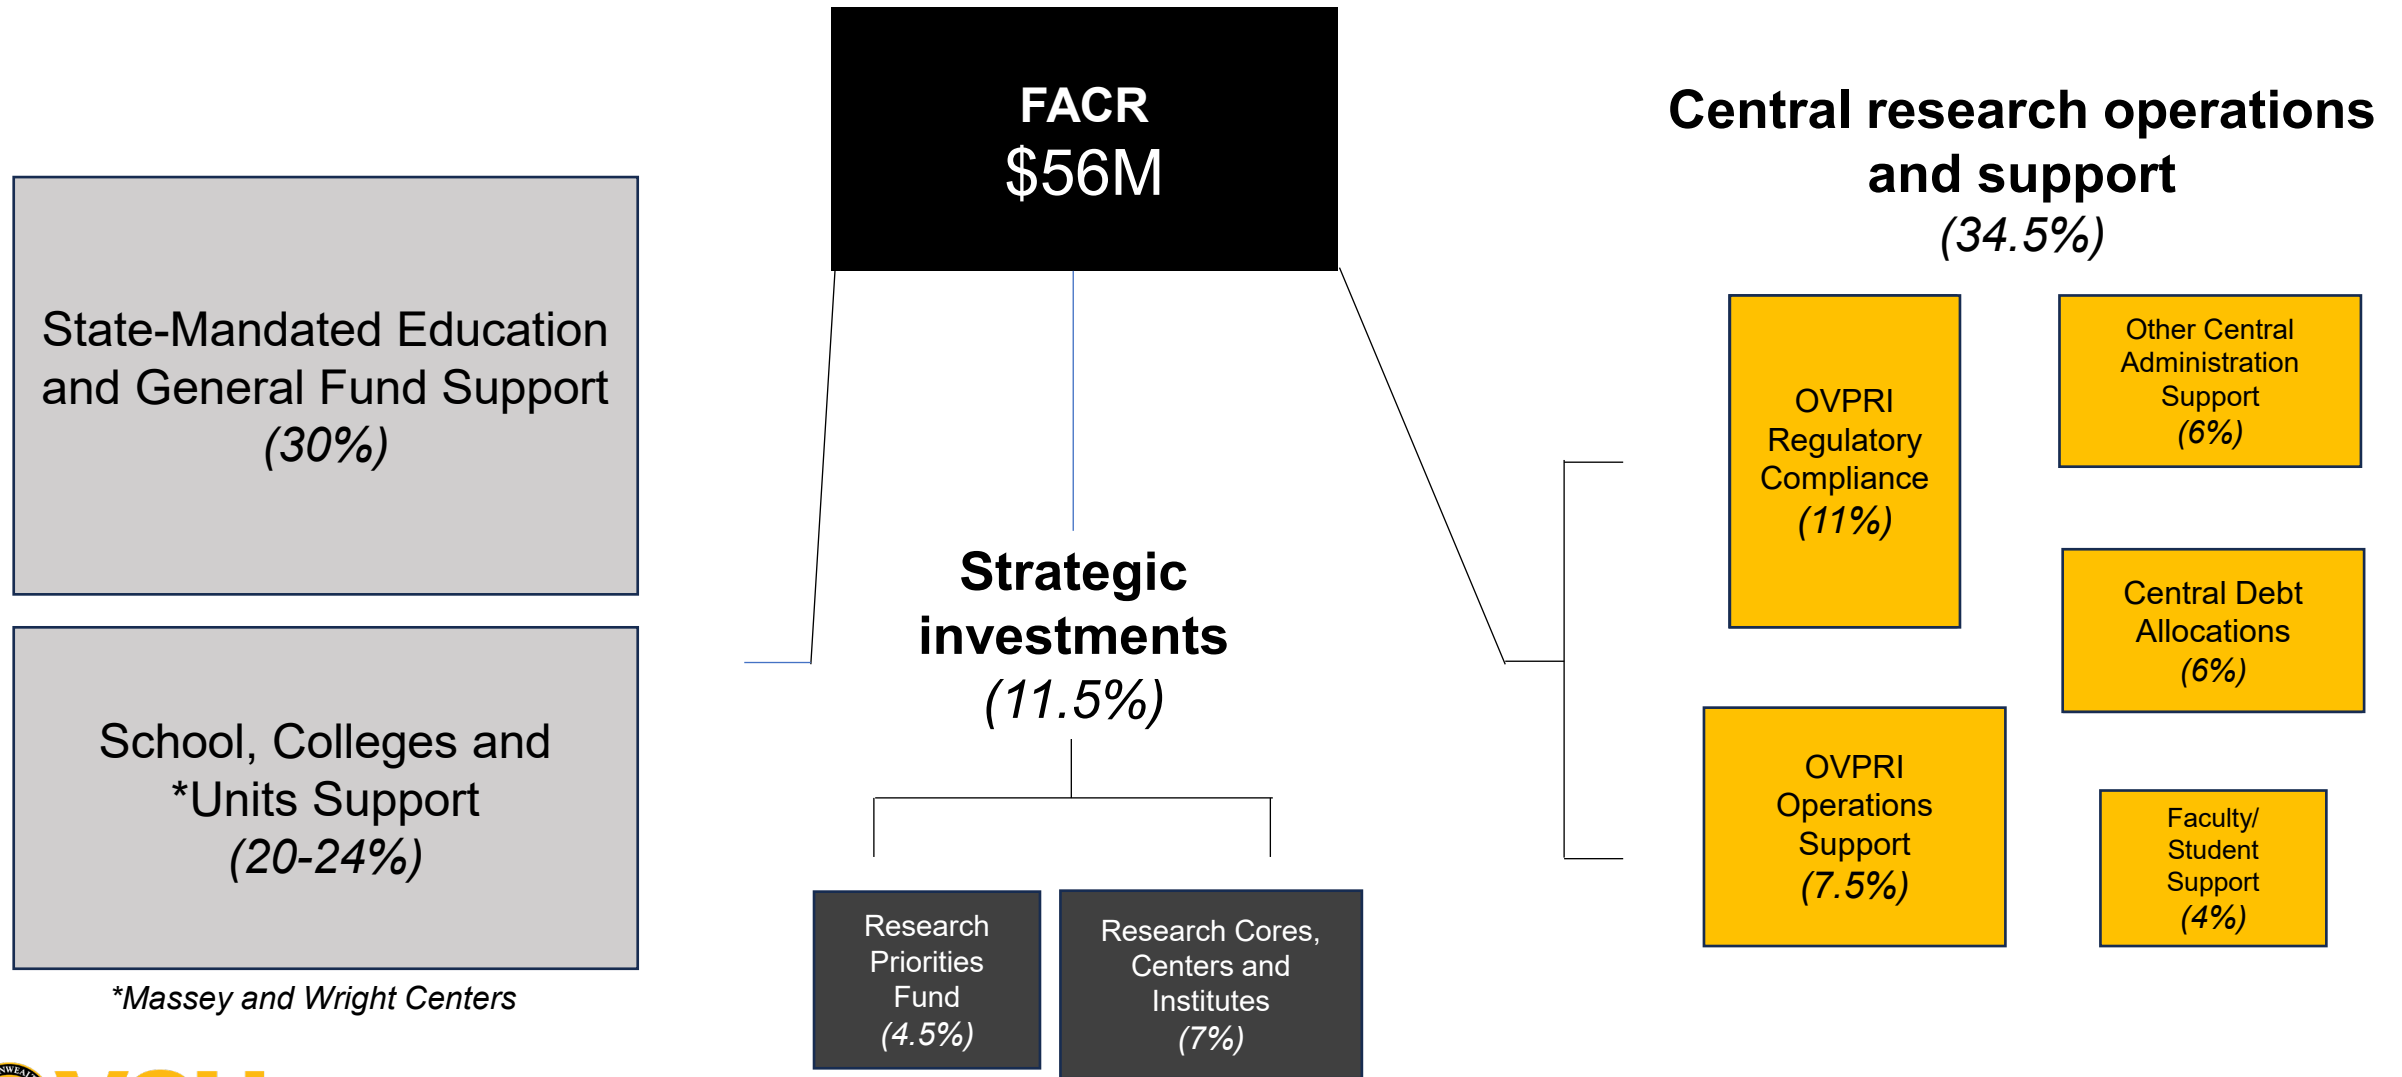 FACR
$56M
State-Mandated Education
and General Fund Support
(30%)
School, Colleges and
*Units Support
(20-24%)
*Massey and Wright Centers
Strategic
investments
(11.5%)
Research
Priorities
Fund
(4.5%)
Research Cores,
Centers and
Institutes
(7%)
Central research operations
and support
(34.5%)
OVPRI
Regulatory
Compliance
(11%)
Other Central
Administration
Support
(6%)
Central Debt
Allocations
(6%)
OVPRI
Operations
Support
(7.5%)
Faculty/
Student
Support
(4%)